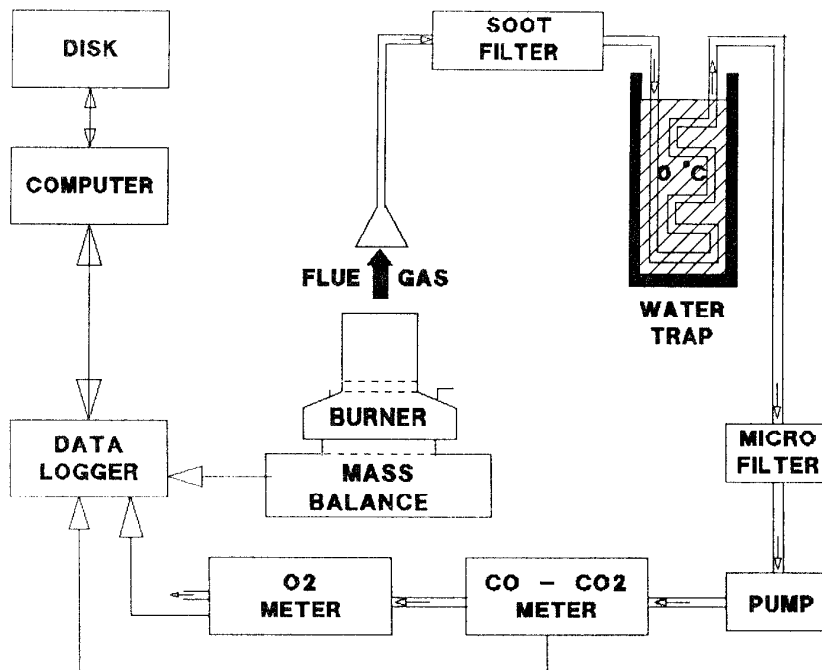 DISK
COMPUTER
DATA
LOGGER
SOOT
FILTER
FLUE GAS
BURNER
MASS
BALANCE
0 °C
WATER
TRAP
MICRO
FILTER
PUMP
CO – CO2
METER
O2
METER